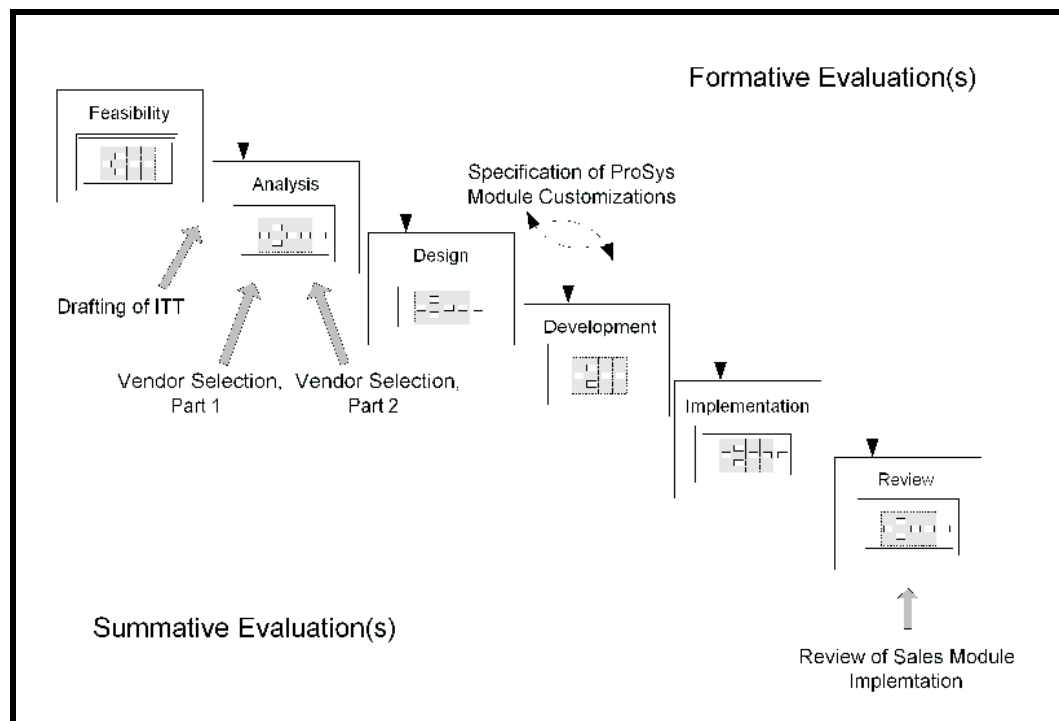 Formative Evaluation(s)
Feasibility
Analysis
Specification of ProSys
Module Customizations
Design
Drafting of ITT
Development
Vendor Selection,
Part 1
Vendor Selection,
Part 2
Implementation
Review
Summative Evaluation(s)
Review of Sales Module
Implemtation